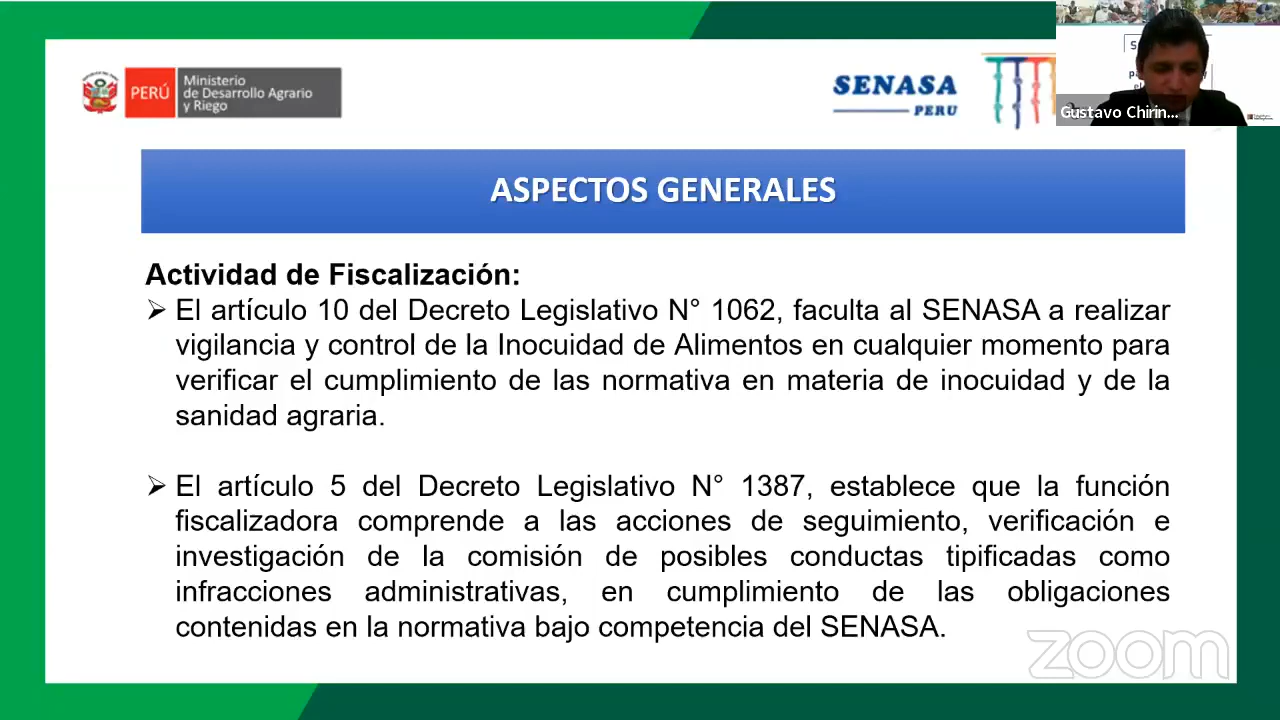 PERÚ
Ministerio
de Desarrollo Agrario
y Riego
SENASA
PERU
Gustavo Chirin...
ASPECTOS GENERALES
Actividad de Fiscalización:
El artículo 10 del Decreto Legislativo N° 1062, faculta al SENASA a realizar
vigilancia y control de la Inocuidad de Alimentos en cualquier momento para
verificar el cumplimiento de las normativa en materia de inocuidad y de la
sanidad agraria.
El artículo 5 del Decreto Legislativo N° 1387, establece que la función
fiscalizadora comprende a las acciones de seguimiento, verificación e
investigación de la comisión de posibles conductas tipificadas como
infracciones administrativas, en cumplimiento de las obligaciones
contenidas en la normativa bajo competencia del SENASA.
zoom